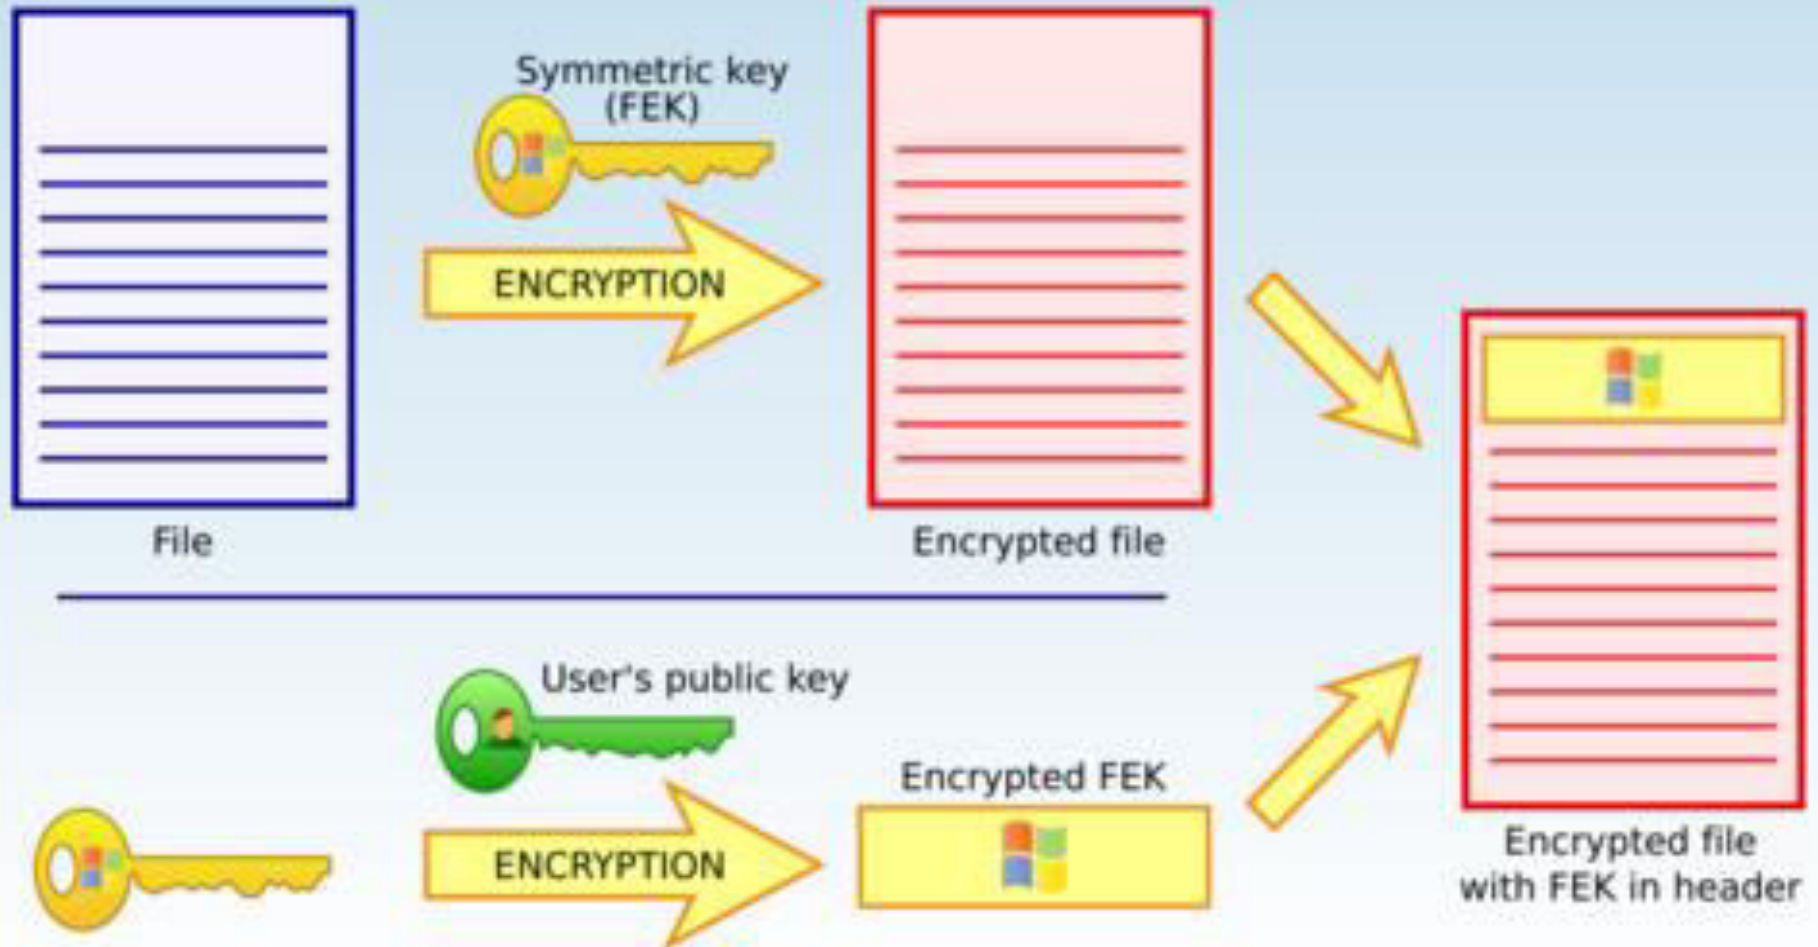 Symmetric key
(FEK)
ENCRYPTION
File
Encrypted file
User's public key
ENCRYPTION
Encrypted FEK
Encrypted file
with FEK in header